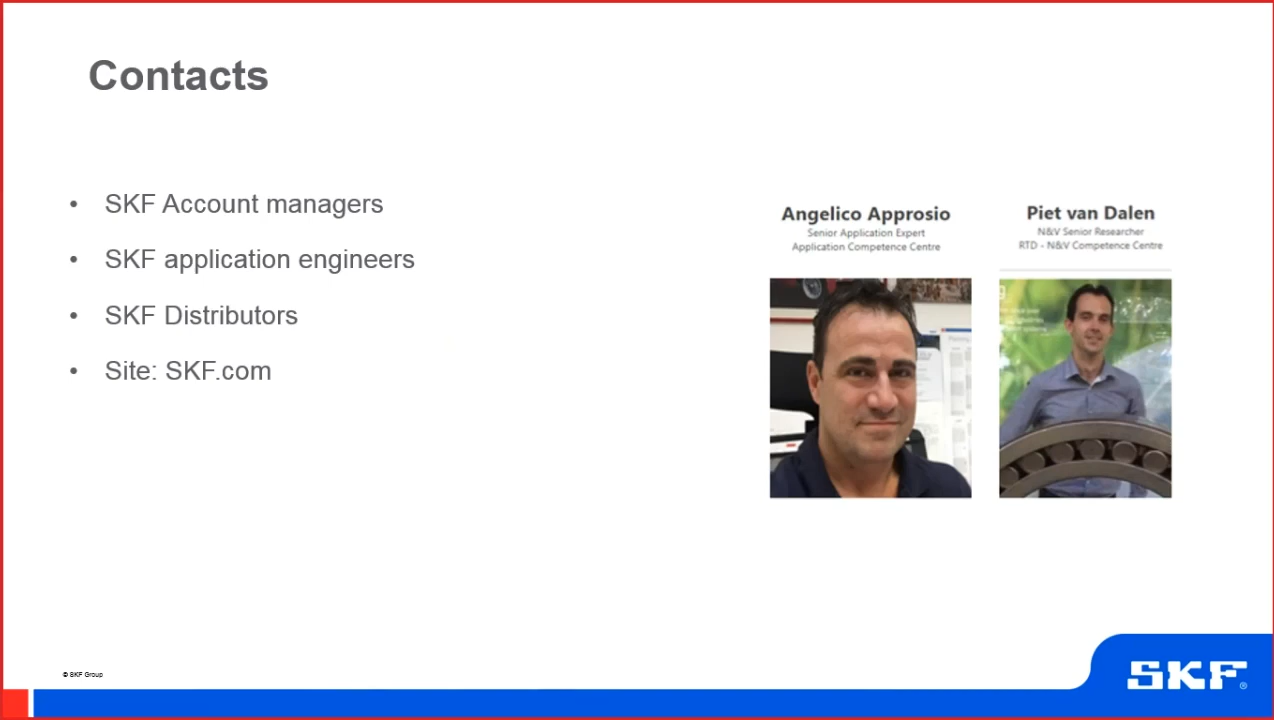 Contacts
• SKF Account managers
• SKF application engineers
• SKF Distributors
• Site: SKF.com
Angelico Approsio
Senior Application Expert
Application Competence Centre
Piet van Dalen
N&V Senior Researcher
RTD - N&V Competence Centre
© SKF Group
SKF®